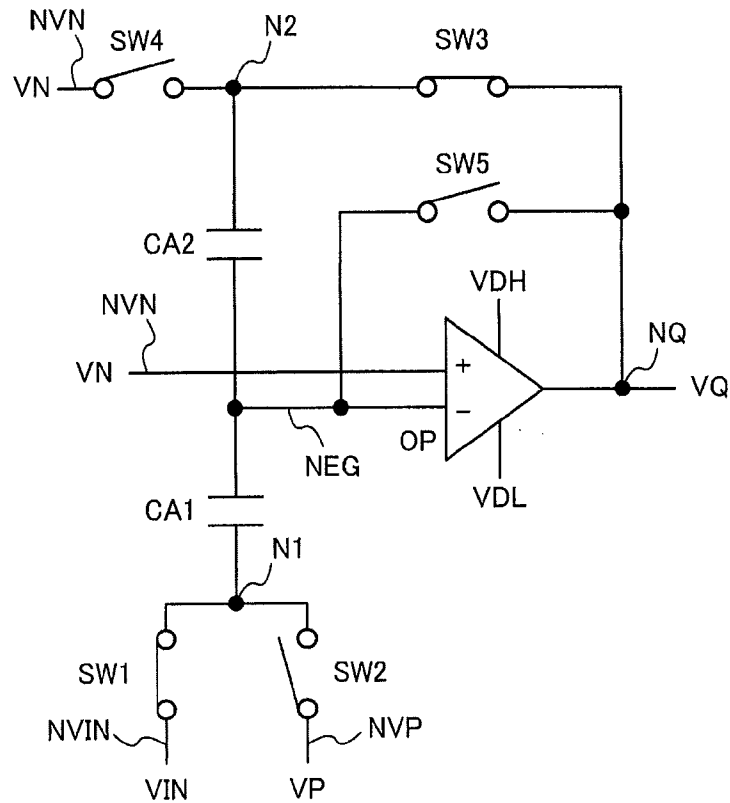 NVN
N2
SW4
SW3
VN
SW5
CA2
NVN
VDH
NQ
VN
+
VQ
−
OP
NEG
VDL
CA1
N1
SW1
SW2
NVIN
NVP
VIN
VP